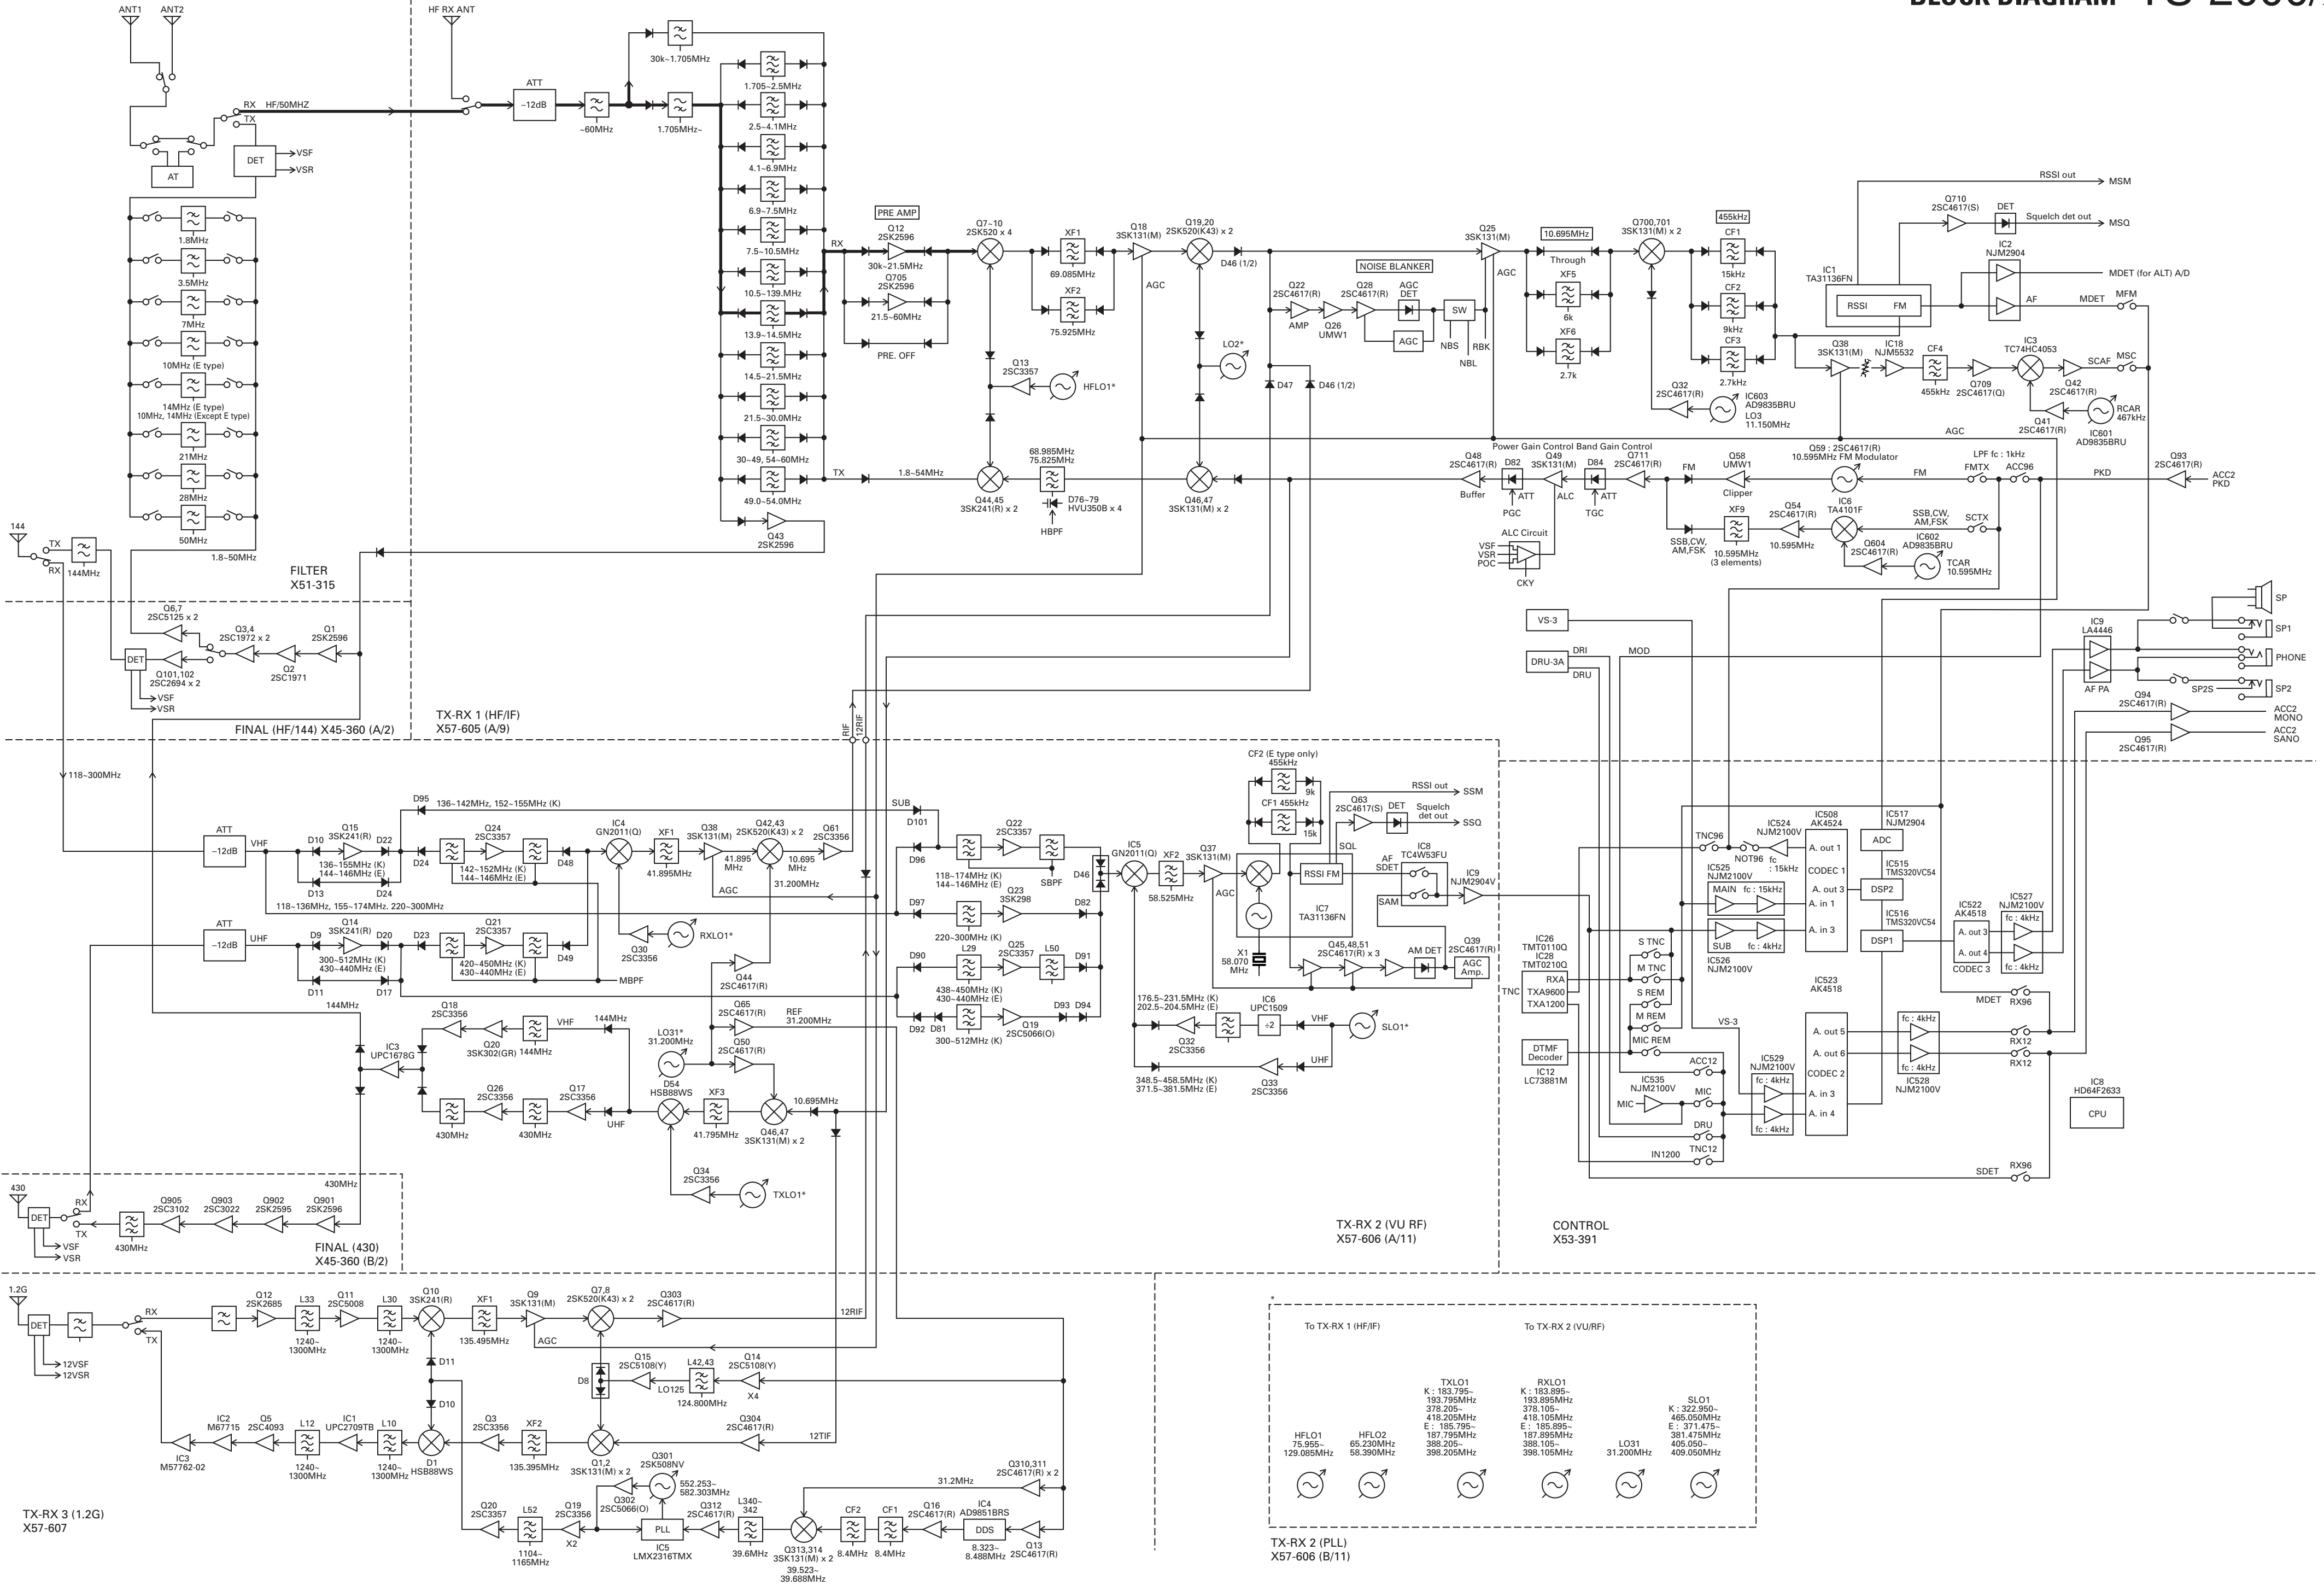 BLOCK DIAGRAM
ANT1
ANT2
HF RX ANT
RX
HF/50MHZ
TX
DET
VSF
VSR
AT
1.8MHz
3.5MHz
7MHz
10MHz (E type)
14MHz (E type)
10MHz, 14MHz (Except E type)
21MHz
28MHz
50MHz
1.8~50MHz
144
TX
RX
144MHz
FILTER
X51-315
ATT
–12dB
~60MHz
30k~1.705MHz
1.705MHz~
1.705~2.5MHz
2.5~4.1MHz
4.1~6.9MHz
6.9~7.5MHz
7.5~10.5MHz
10.5~139.MHz
13.9~14.5MHz
14.5~21.5MHz
21.5~30.0MHz
30~49, 54~60MHz
49.0~54.0MHz
Q43
2SK2596
RX
PRE AMP
Q12
2SK2596
30k~21.5MHz
Q705
2SK2596
21.5~60MHz
PRE. OFF
Q7~10
2SK520 x 4
XF1
69.085MHz
XF2
75.925MHz
Q18
3SK131(M)
AGC
Q19,20
2SK520(K43) x 2
D46 (1/2)
Q13
2SC3357
HFLO1*
LO2*
D47
D46 (1/2)
NOISE BLANKER
Q22
2SC4617(R)
AMP
Q26
UMW1
Q28
2SC4617(R)
AGC
DET
AGC
SW
NBS
NBL
RBK
Q25
3SK131(M)
AGC
10.695MHz
Through
XF5
6k
XF6
2.7k
Q700,701
3SK131(M) x 2
Q32
2SC4617(R)
IC603
AD9835BRU
LO3
11.150MHz
455kHz
CF1
15kHz
CF2
9kHz
CF3
2.7kHz
RSSI out
MSM
Q710
2SC4617(S)
DET
Squelch det out
MSQ
IC1
TA31136FN
RSSI
FM
IC2
NJM2904
MDET (for ALT) A/D
AF
MDET
MFM
Q38
3SK131(M)
IC18
NJM5532
CF4
455kHz
Q709
2SC4617(Q)
IC3
TC74HC4053
SCAF
MSC
Q42
2SC4617(R)
Q41
2SC4617(R)
RCAR
467kHz
IC601
AD9835BRU
AGC
TX
1.8~54MHz
Q44,45
3SK241(R) x 2
68.985MHz
75.825MHz
D76~79
HVU350B x 4
HBPF
Q46,47
3SK131(M) x 2
Power Gain Control
Band Gain Control
Q48
2SC4617(R)
Buffer
D82
ATT
PGC
Q49
3SK131(M)
ALC
D84
ATT
TGC
Q711
2SC4617(R)
ALC Circuit
VSF
VSR
POC
CKY
FM
Q58
UMW1
Clipper
SSB,CW,
AM,FSK
XF9
10.595MHz
(3 elements)
Q54
2SC4617(R)
10.595MHz
Q59 : 2SC4617(R)
10.595MHz FM Modulator
FM
LPF fc : 1kHz
FMTX
ACC96
PKD
Q93
2SC4617(R)
ACC2
PKD
IC6
TA4101F
SSB,CW,
AM,FSK
SCTX
IC602
AD9835BRU
Q604
2SC4617(R)
TCAR
10.595MHz
Q6,7
2SC5125 x 2
Q3,4
2SC1972 x 2
Q1
2SK2596
Q2
2SC1971
DET
Q101,102
2SC2694 x 2
VSF
VSR
FINAL (HF/144) X45-360 (A/2)
TX-RX 1 (HF/IF)
X57-605 (A/9)
RIF
12RIF
VS-3
DRU-3A
DRI
DRU
MOD
SP
SP1
PHONE
SP2S
SP2
IC9
LA4446
AF PA
Q94
2SC4617(R)
ACC2
MONO
Q95
2SC4617(R)
ACC2
SANO
118~300MHz
ATT
–12dB
VHF
D10
Q15
3SK241(R)
D22
136~155MHz (K)
144~146MHz (E)
D13
D24
D95
136~142MHz, 152~155MHz (K)
SUB
D101
D24
Q24
2SC3357
142~152MHz (K)
144~146MHz (E)
D48
IC4
GN2011(Q)
XF1
41.895MHz
Q38
3SK131(M)
41.895
MHz
Q42,43
2SK520(K43) x 2
10.695
MHz
Q61
2SC3356
AGC
31.200MHz
118~136MHz, 155~174MHz. 220~300MHz
ATT
–12dB
UHF
D9
Q14
3SK241(R)
D20
300~512MHz (K)
430~440MHz (E)
D11
D17
D23
Q21
2SC3357
420~450MHz (K)
430~440MHz (E)
D49
MBPF
Q30
2SC3356
RXLO1*
Q44
2SC4617(R)
D96
Q22
2SC3357
118~174MHz (K)
144~146MHz (E)
SBPF
D97
Q23
3SK298
220~300MHz (K)
D82
D90
L29
Q25
2SC3357
L50
D91
438~450MHz (K)
430~440MHz (E)
D92
D81
300~512MHz (K)
Q19
2SC5066(O)
D93
D94
D46
IC5
GN2011(Q)
XF2
58.525MHz
Q37
3SK131(M)
AGC
CF2 (E type only)
455kHz
9k
CF1 455kHz
15k
RSSI out
SSM
Q63
2SC4617(S)
DET
Squelch
det out
SSQ
SQL
RSSI FM
IC7
TA31136FN
X1
58.070
MHz
AF
SDET
SAM
IC8
TC4W53FU
IC9
NJM2904V
Q45,48,51
2SC4617(R) x 3
AM DET
Q39
2SC4617(R)
AGC
Amp.
176.5~231.5MHz (K)
202.5~204.5MHz (E)
Q32
2SC3356
IC6
UPC1509
÷2
VHF
UHF
SLO1*
348.5~458.5MHz (K)
371.5~381.5MHz (E)
Q33
2SC3356
144MHz
Q18
2SC3356
Q20
3SK302(GR)
144MHz
VHF
144MHz
IC3
UPC1678G
Q26
2SC3356
Q17
2SC3356
430MHz
430MHz
UHF
Q65
2SC4617(R)
REF
31.200MHz
LO31*
31.200MHz
Q50
2SC4617(R)
D54
HSB88WS
XF3
41.795MHz
10.695MHz
Q46,47
3SK131(M) x 2
Q34
2SC3356
TXLO1*
TX-RX 2 (VU RF)
X57-606 (A/11)
TNC
IC26
TMT0110Q
IC28
TMT0210Q
RXA
TXA9600
TXA1200
DTMF
Decoder
IC12
LC73881M
S TNC
M TNC
S REM
M REM
MIC REM
ACC12
IC535
NJM2100V
MIC
MIC
DRU
TNC12
IN1200
VS-3
TNC96
NOT96
IC524
NJM2100V
fc
: 15kHz
IC525
NJM2100V
MAIN
fc : 15kHz
SUB
fc : 4kHz
IC526
NJM2100V
IC508
AK4524
A. out 1
CODEC 1
A. out 3
A. in 1
A. in 3
IC517
NJM2904
ADC
IC515
TMS320VC54
DSP2
IC516
TMS320VC54
DSP1
IC522
AK4518
A. out 3
A. out 4
CODEC 3
IC527
NJM2100V
fc : 4kHz
fc : 4kHz
IC523
AK4518
A. out 5
A. out 6
CODEC 2
A. in 3
A. in 4
IC529
NJM2100V
fc : 4kHz
fc : 4kHz
fc : 4kHz
fc : 4kHz
IC528
NJM2100V
MDET
RX96
RX12
RX12
SDET
RX96
IC8
HD64F2633
CPU
CONTROL
X53-391
430
DET
RX
TX
VSF
VSR
430MHz
Q905
2SC3102
Q903
2SC3022
Q902
2SK2595
Q901
2SK2596
430MHz
FINAL (430)
X45-360 (B/2)
1.2G
DET
12VSF
12VSR
RX
TX
Q12
2SK2685
L33
1240~
1300MHz
Q11
2SC5008
L30
1240~
1300MHz
Q10
3SK241(R)
XF1
135.495MHz
Q9
3SK131(M)
AGC
Q7,8
2SK520(K43) x 2
Q303
2SC4617(R)
12RIF
D11
D10
D8
Q15
2SC5108(Y)
LO125
L42,43
124.800MHz
Q14
2SC5108(Y)
X4
IC3
M57762-02
IC2
M67715
Q5
2SC4093
L12
1240~
1300MHz
IC1
UPC2709TB
L10
1240~
1300MHz
D1
HSB88WS
Q3
2SC3356
XF2
135.395MHz
Q1,2
3SK131(M) x 2
Q304
2SC4617(R)
12TIF
Q301
2SK508NV
552.253~
582.303MHz
Q302
2SC5066(O)
Q20
2SC3357
L52
1104~
1165MHz
Q19
2SC3356
X2
PLL
IC5
LMX2316TMX
Q312
2SC4617(R)
L340~
342
39.6MHz
31.2MHz
Q310,311
2SC4617(R) x 2
Q313,314
3SK131(M) x 2
39.523~
39.688MHz
CF2
8.4MHz
CF1
8.4MHz
Q16
2SC4617(R)
IC4
AD9851BRS
DDS
8.323~
8.488MHz
Q13
2SC4617(R)
TX-RX 3 (1.2G)
X57-607
*
To TX-RX 1 (HF/IF)
To TX-RX 2 (VU/RF)
HFLO1
75.955~
129.085MHz
HFLO2
65.230MHz
58.390MHz
TXLO1
K : 183.795~
193.795MHz
378.205~
418.205MHz
E : 185.795~
187.795MHz
388.205~
398.205MHz
RXLO1
K : 183.895~
193.895MHz
378.105~
418.105MHz
E : 185.895~
187.895MHz
388.105~
398.105MHz
LO31
31.200MHz
SLO1
K : 322.950~
465.050MHz
E : 371.475~
381.475MHz
405.050~
409.050MHz
TX-RX 2 (PLL)
X57-606 (B/11)